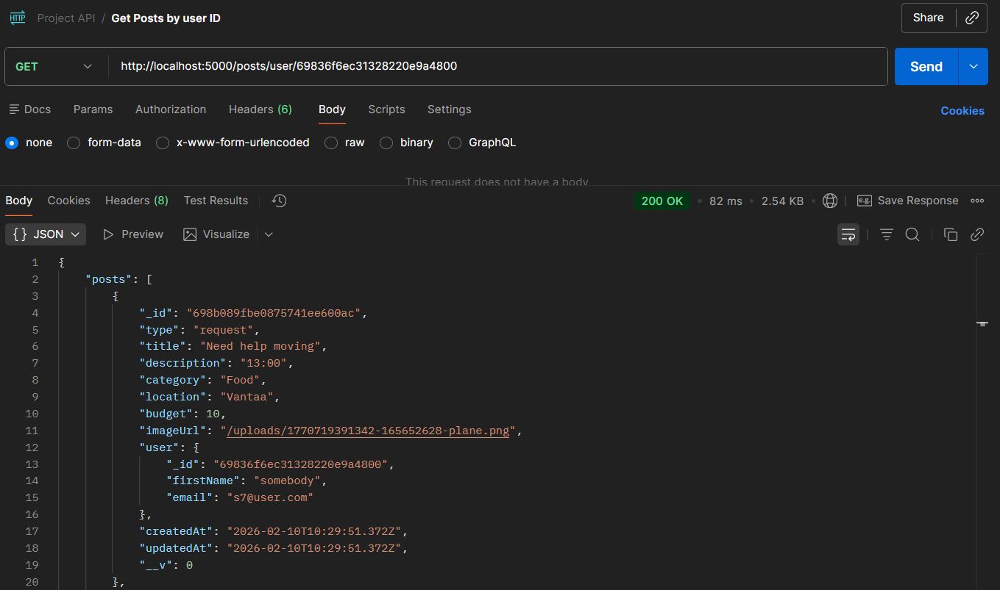 HTTP Project API / Get Posts by user ID Share
GET http://localhost:5000/posts/user/69836f6ec31328220e9a4800 Send
Docs Params Authorization Headers (6) Body Scripts Settings Cookies
none form-data x-www-form-urlencoded raw binary GraphQL
This request does not have a body
Body Cookies Headers (8) Test Results 200 OK • 82 ms • 2.54 KB • e.g. Save Response
{} JSON Preview Visualize
1 {
2 "posts": [
3 {
4 "_id": "698b089fbe0875741ee600ac",
5 "type": "request",
6 "title": "Need help moving",
7 "description": "13:00",
8 "category": "Food",
9 "location": "Vantaa",
10 "budget": 10,
11 "imageUrl": "/uploads/1770719391342-165652628-plane.png",
12 "user": {
13 "_id": "69836f6ec31328220e9a4800",
14 "firstName": "somebody",
15 "email": "s7@user.com"
16 },
17 "createdAt": "2026-02-10T10:29:51.372Z",
18 "updatedAt": "2026-02-10T10:29:51.372Z",
19 "__v": 0
20 },